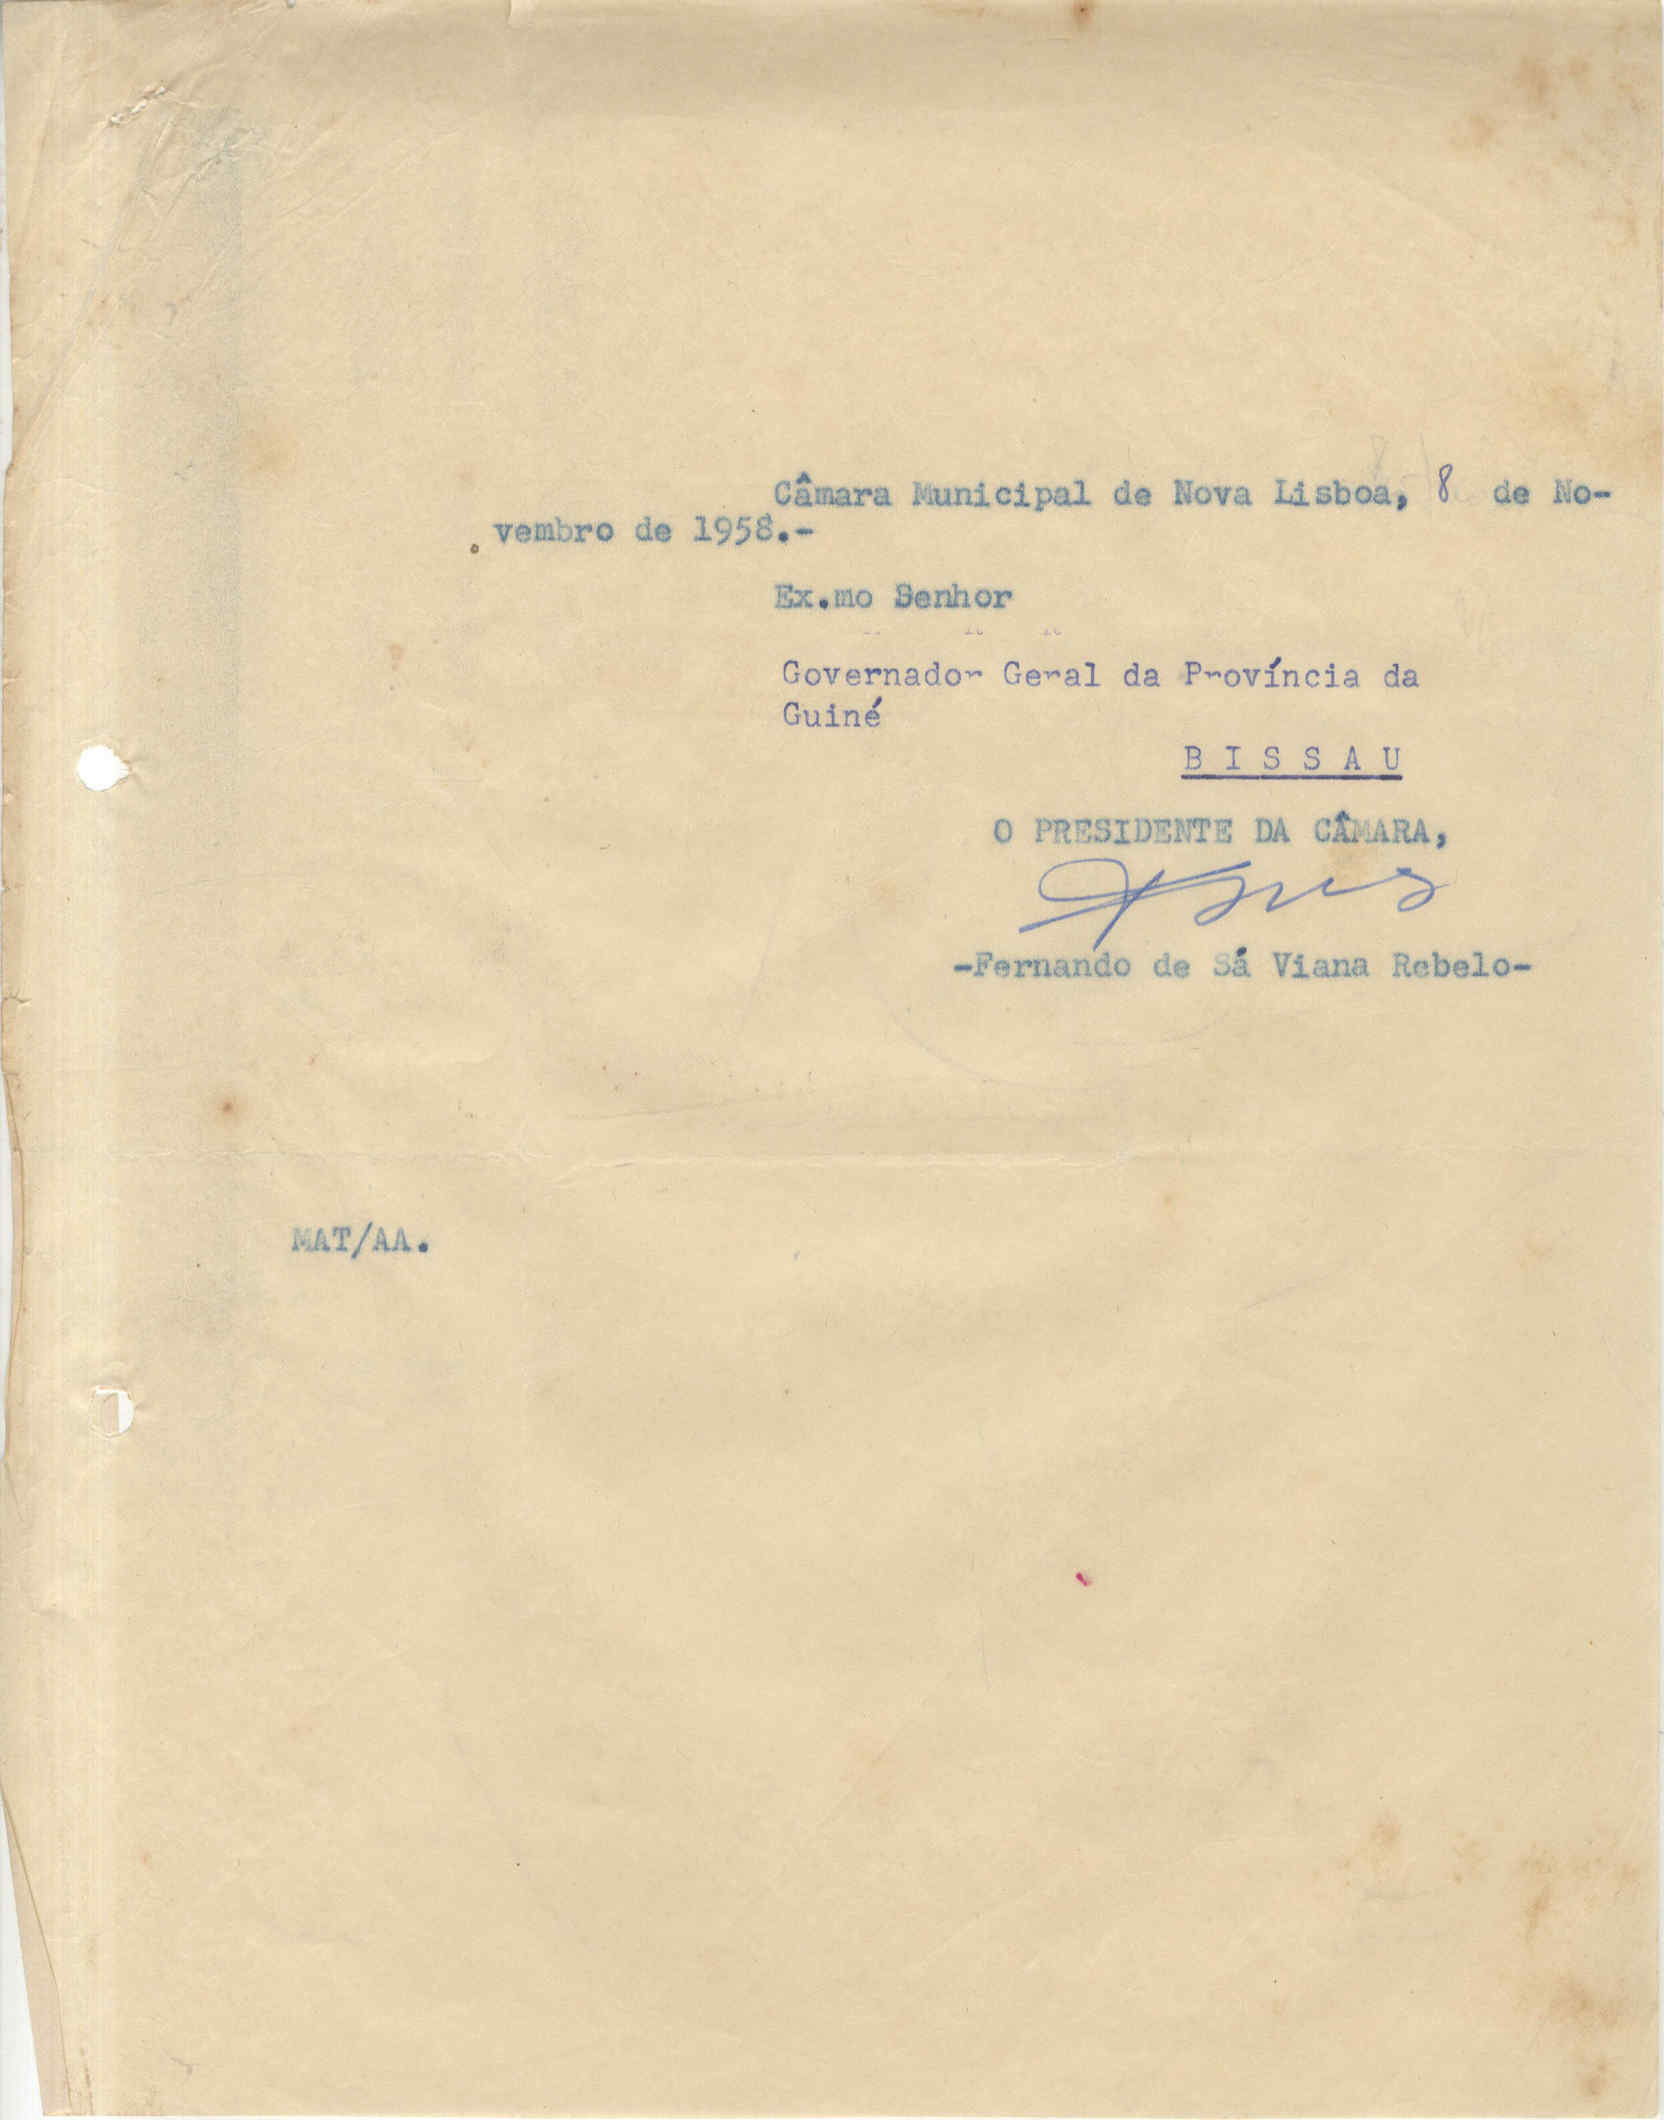 Câmara Municipal de Nova Lisboa, 8 de No-
vembro de 1958.-
Ex.mo Senhor
Governador Geral da Província da
Guiné
B I S S A U
O PRESIDENTE DA CÂMARA,
-Fernando de Sá Viana Rebelo-
MAT/AA.